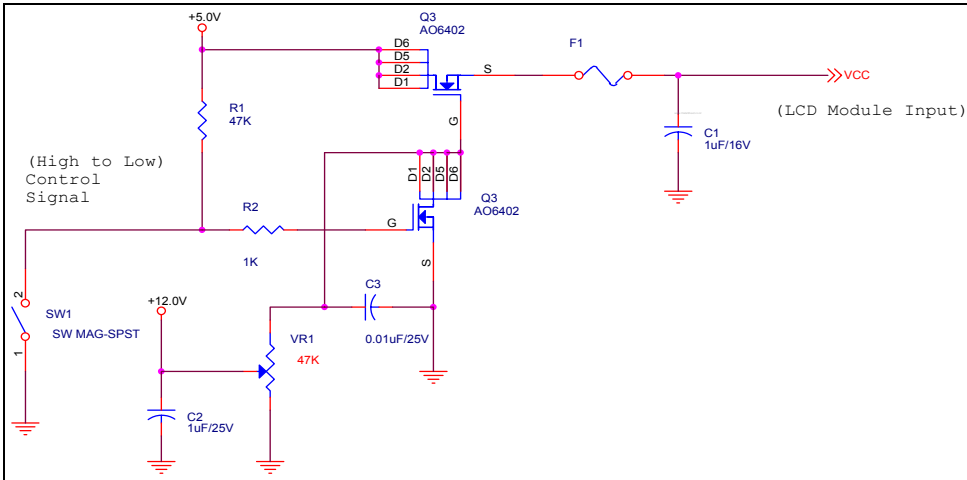 +5.0V
Q3
AO6402
D6
D5
D2
D1
S
G
F1
VCC
(LCD Module Input)
R1
47K
C1
1uF/16V
(High to Low)
Control
Signal
D1
D2
D5
D6
Q3
AO6402
R2
1K
G
S
2
SW1
SW MAG-SPST
1
+12.0V
C3
0.01uF/25V
VR1
47K
C2
1uF/25V